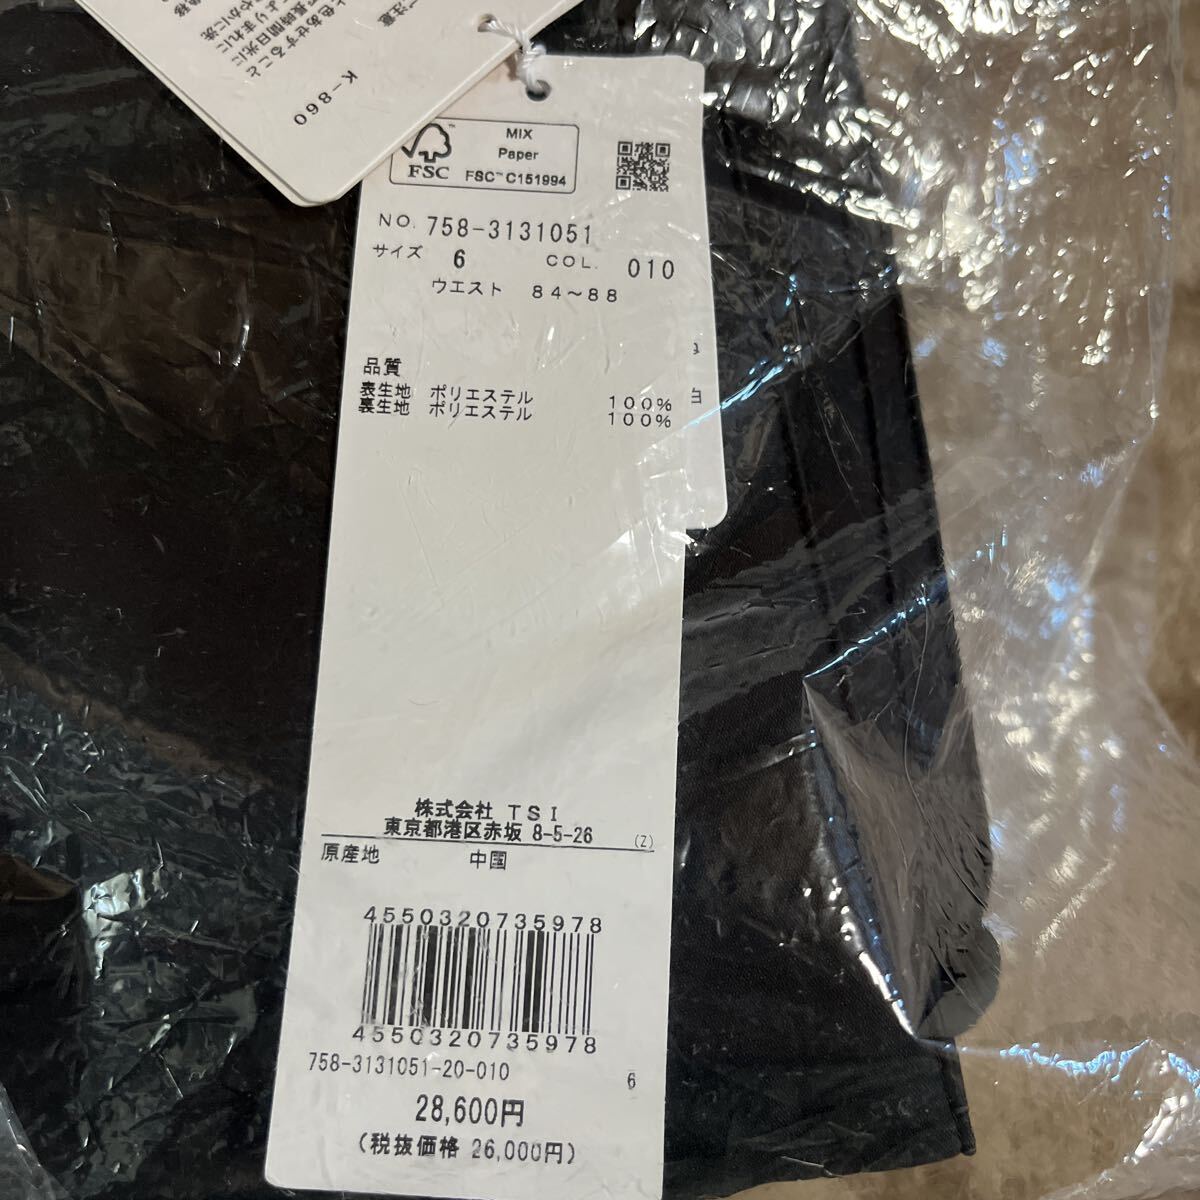 ご注意
K-860
MIX
Paper
FSC
FSC™ C151994
NO. 758-3131051
サイズ 6 COL. 010
ウエスト 84~88
品質
表生地 ポリエステル 100%
裏生地 ポリエステル 100%
株式会社 TSI
東京都港区赤坂 8-5-26 (Z)
原産地 中国
4550320735978
4550320735978
758-3131051-20-010 6
28,600円
(税抜価格 26,000円)